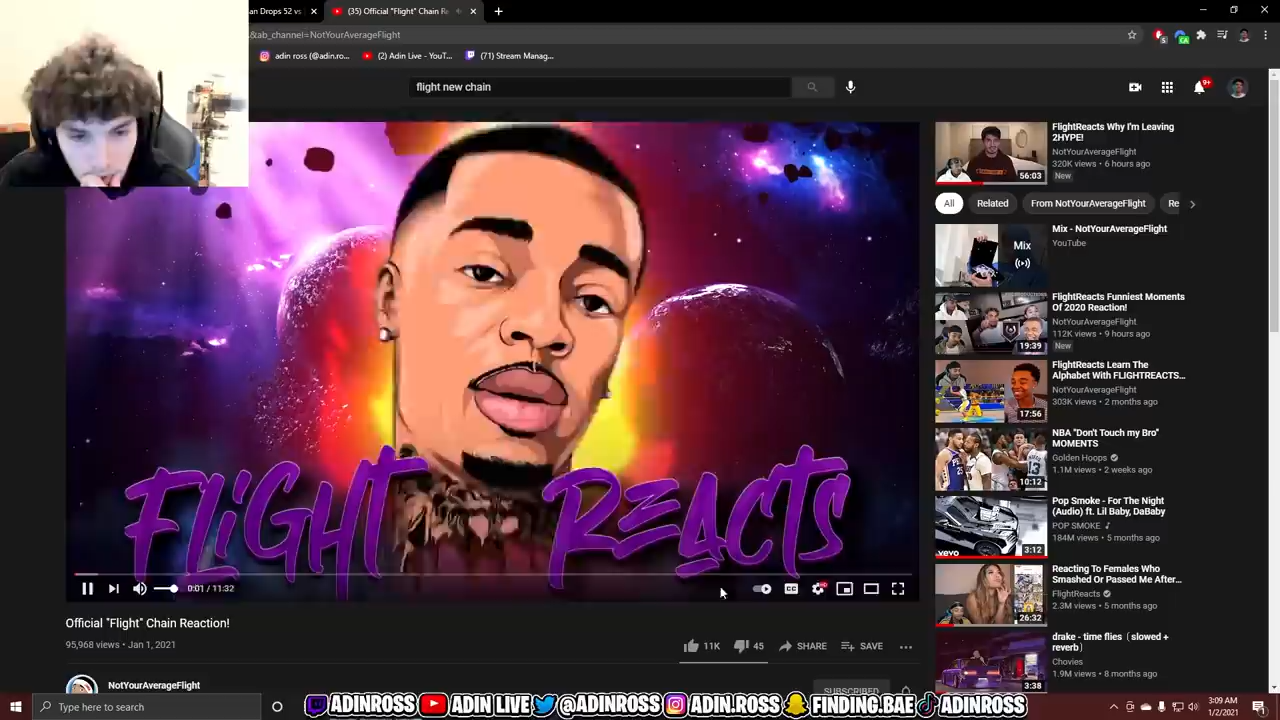 an Drops 52 vs
(35) Official "Flight" Chain Re
&ab_channel=NotYourAverageFlight
adin ross (@adin.ro...
(2) Adin Live - YouT...
(71) Stream Manag...
flight new chain
9+
FLIGHT REACTS
0:01 / 11:32
Official "Flight" Chain Reaction!
95,968 views • Jan 1, 2021
11K
45
SHARE
SAVE
NotYourAverageFlight
SUBSCRIBED
FlightReacts Why I'm Leaving
2HYPE!
NotYourAverageFlight
320K views • 6 hours ago
New
56:03
All
Related
From NotYourAverageFlight
Re
Mix - NotYourAverageFlight
YouTube
Mix
FlightReacts Funniest Moments
Of 2020 Reaction!
NotYourAverageFlight
112K views • 9 hours ago
New
19:39
FlightReacts Learn The
Alphabet With FLIGHTREACTS...
NotYourAverageFlight
303K views • 2 months ago
17:56
NBA "Don't Touch my Bro"
MOMENTS
Golden Hoops
1.1M views • 2 weeks ago
10:12
Pop Smoke - For The Night
(Audio) ft. Lil Baby, DaBaby
POP SMOKE
184M views • 5 months ago
vevo
3:12
Reacting To Females Who
Smashed Or Passed Me After...
FlightReacts
2.3M views • 5 months ago
26:32
drake - time flies〔slowed +
reverb〕
Chovies
1.9M views • 8 months ago
3:38
Type here to search
ADINROSS
ADIN LIVE
@ADINROSS
ADIN.ROSS
FINDING.BAE
ADINROSS
3:09 AM
1/2/2021